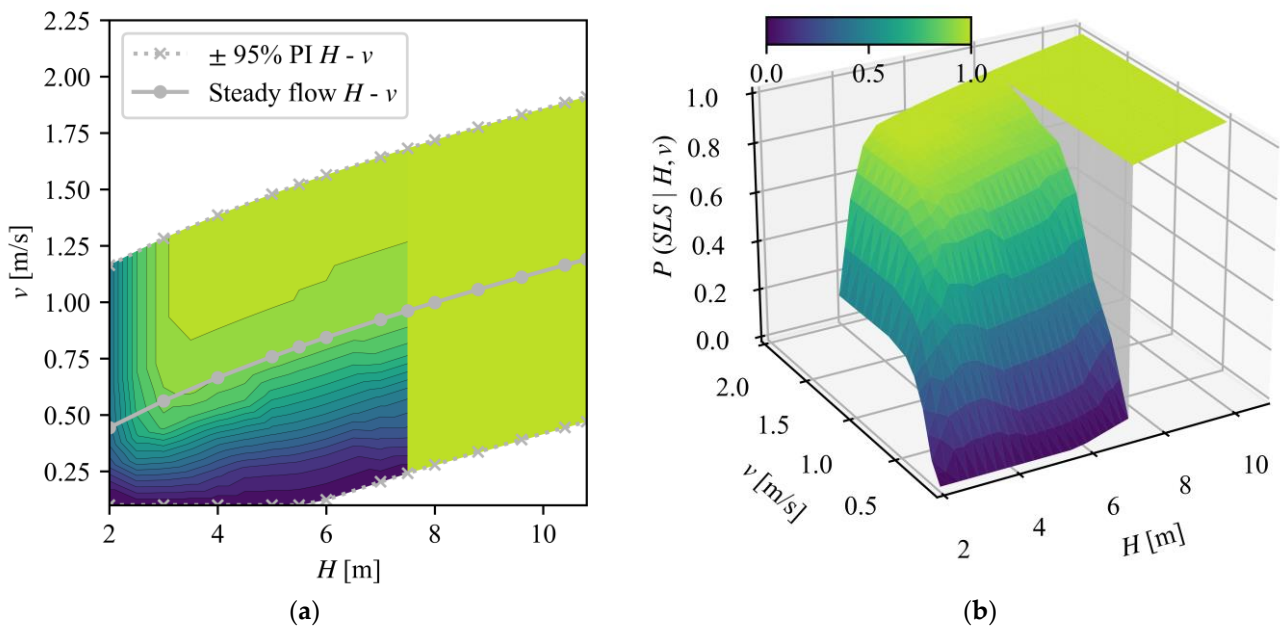 2.25
2.00
1.75
1.50
1.25
1.00
0.75
0.50
0.25
v [m/s]
± 95% PI H - v
Steady flow H - v
2 4 6 8 10
H [m]
(a)
0.0 0.5 1.0
P (SLS | H, v)
1.0
0.8
0.6
0.4
0.2
0.0
2.0
1.5
1.0
0.5
v [m/s]
2 4 6 8 10
H [m]
(b)